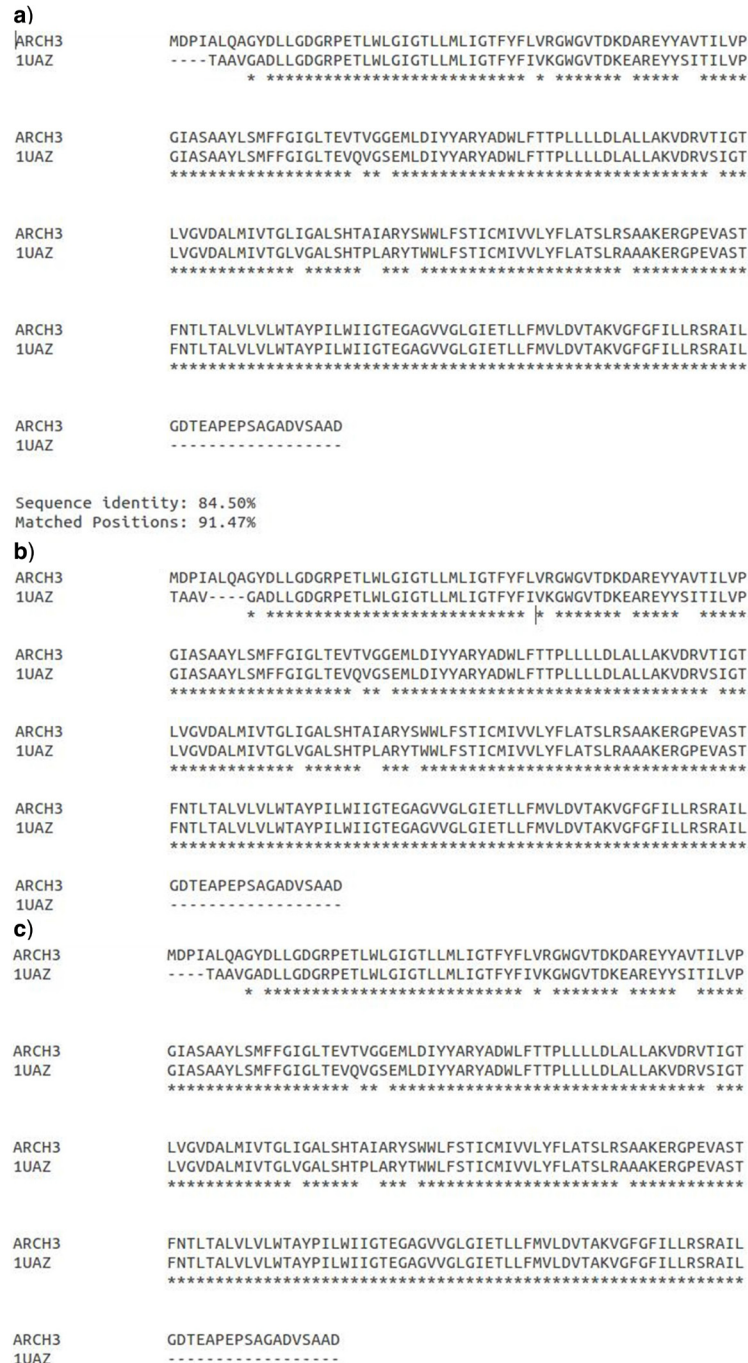 a)
ARCH3 MDPIALQAGYDLLGDGRPETLWLGIGTLLMLIGTFYFLVRGWGVTDKDAREYYAVTILVP
1UAZ ----TAAVGADLLGDGRPETLWLGIGTLLMLIGTFYFIVKGWGVTDKEAREYYSITILVP
* *************************** * ******* *****  *****
ARCH3 GIASAAYLSMFFGIGLTEVTVGGEMLDIYYARYADWLFTTPLLLLDLALLAKVDRVTIGT
1UAZ GIASAAYLSMFFGIGLTEVQVGSEMLDIYYARYADWLFTTPLLLLDLALLAKVDRVSIGT
******************* ** ********************************* ***
ARCH3 LVGVDALMIVTGLIGALSHTAIARYSWWLFSTICMIVVLYFLATSLRSAAKERGPEVAST
1UAZ LVGVDALMIVTGLVGALSHTPLARYTWWLFSTICMIVVLYFLATSLRAAAKERGPEVAST
************* ******  *** ********************* ************
ARCH3 FNTLTALVLVLWTAYPILWIIGTEGAGVVGLGIETLLFMVLDVTAKVGFGFILLRSRAIL
1UAZ FNTLTALVLVLWTAYPILWIIGTEGAGVVGLGIETLLFMVLDVTAKVGFGFILLRSRAIL
************************************************************
ARCH3 GDTEAPEPSAGADVSAAD
1UAZ ------------------
Sequence identity: 84.50%
Matched Positions: 91.47%
b)
ARCH3 MDPIALQAGYDLLGDGRPETLWLGIGTLLMLIGTFYFLVRGWGVTDKDAREYYAVTILVP
1UAZ TAAV----GADLLGDGRPETLWLGIGTLLMLIGTFYFIVKGWGVTDKEAREYYSITILVP
* *************************** * ******* *****  *****
ARCH3 GIASAAYLSMFFGIGLTEVTVGGEMLDIYYARYADWLFTTPLLLLDLALLAKVDRVTIGT
1UAZ GIASAAYLSMFFGIGLTEVQVGSEMLDIYYARYADWLFTTPLLLLDLALLAKVDRVSIGT
******************* ** ********************************* ***
ARCH3 LVGVDALMIVTGLIGALSHTAIARYSWWLFSTICMIVVLYFLATSLRSAAKERGPEVAST
1UAZ LVGVDALMIVTGLVGALSHTPLARYTWWLFSTICMIVVLYFLATSLRAAAKERGPEVAST
************* ******  *** ********************* ************
ARCH3 FNTLTALVLVLWTAYPILWIIGTEGAGVVGLGIETLLFMVLDVTAKVGFGFILLRSRAIL
1UAZ FNTLTALVLVLWTAYPILWIIGTEGAGVVGLGIETLLFMVLDVTAKVGFGFILLRSRAIL
************************************************************
ARCH3 GDTEAPEPSAGADVSAAD
1UAZ ------------------
c)
ARCH3 MDPIALQAGYDLLGDGRPETLWLGIGTLLMLIGTFYFLVRGWGVTDKDAREYYAVTILVP
1UAZ ----TAAVGADLLGDGRPETLWLGIGTLLMLIGTFYFIVKGWGVTDKEAREYYSITILVP
* *************************** * ******* *****  *****
ARCH3 GIASAAYLSMFFGIGLTEVTVGGEMLDIYYARYADWLFTTPLLLLDLALLAKVDRVTIGT
1UAZ GIASAAYLSMFFGIGLTEVQVGSEMLDIYYARYADWLFTTPLLLLDLALLAKVDRVSIGT
******************* ** ********************************* ***
ARCH3 LVGVDALMIVTGLIGALSHTAIARYSWWLFSTICMIVVLYFLATSLRSAAKERGPEVAST
1UAZ LVGVDALMIVTGLVGALSHTPLARYTWWLFSTICMIVVLYFLATSLRAAAKERGPEVAST
************* ******  *** ********************* ************
ARCH3 FNTLTALVLVLWTAYPILWIIGTEGAGVVGLGIETLLFMVLDVTAKVGFGFILLRSRAIL
1UAZ FNTLTALVLVLWTAYPILWIIGTEGAGVVGLGIETLLFMVLDVTAKVGFGFILLRSRAIL
************************************************************
ARCH3 GDTEAPEPSAGADVSAAD
1UAZ ------------------